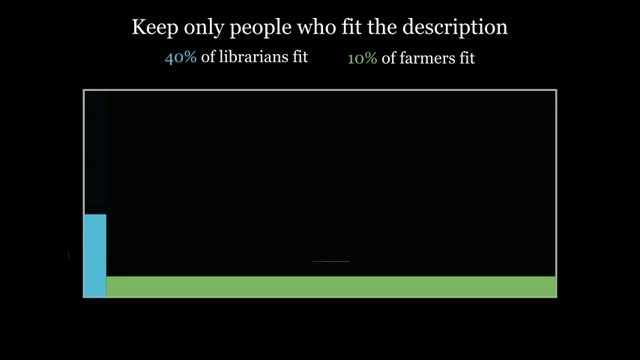 Keep only people who fit the description
40% of librarians fit 10% of farmers fit